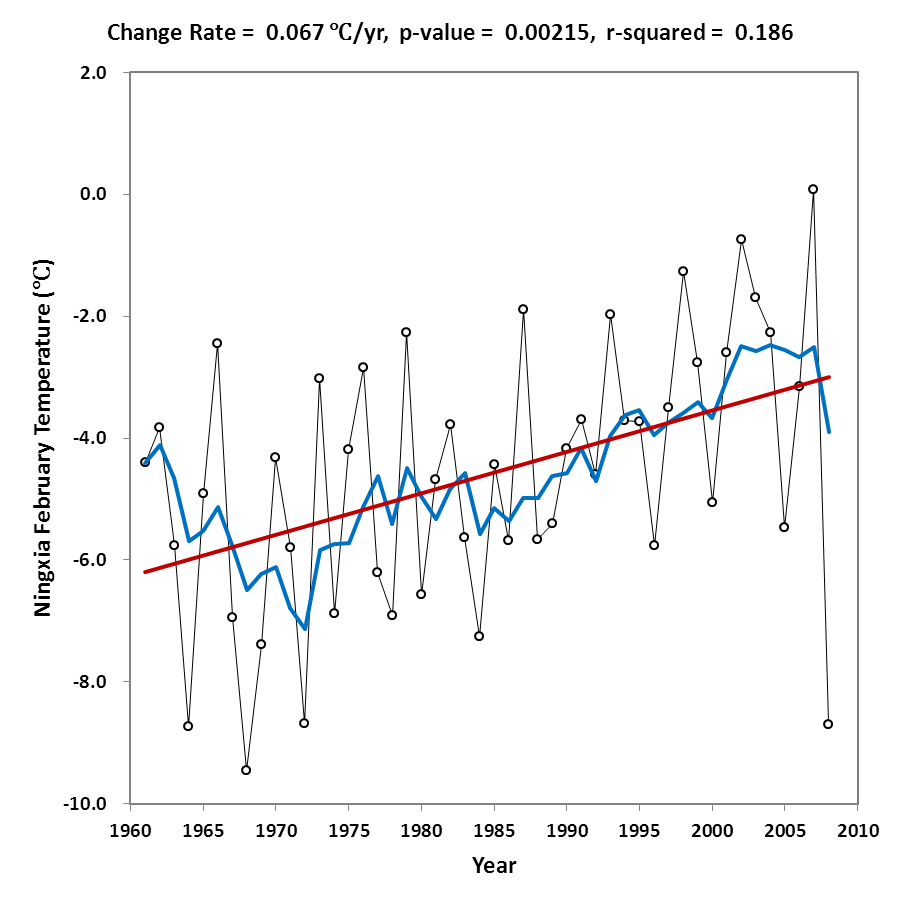 Change Rate = 0.067 ℃/yr, p-value = 0.00215, r-squared = 0.186
2.0
0.0
-2.0
-4.0
-6.0
-8.0
-10.0
Ningxia February Temperature (℃)
1960 1965 1970 1975 1980 1985 1990 1995 2000 2005 2010
Year